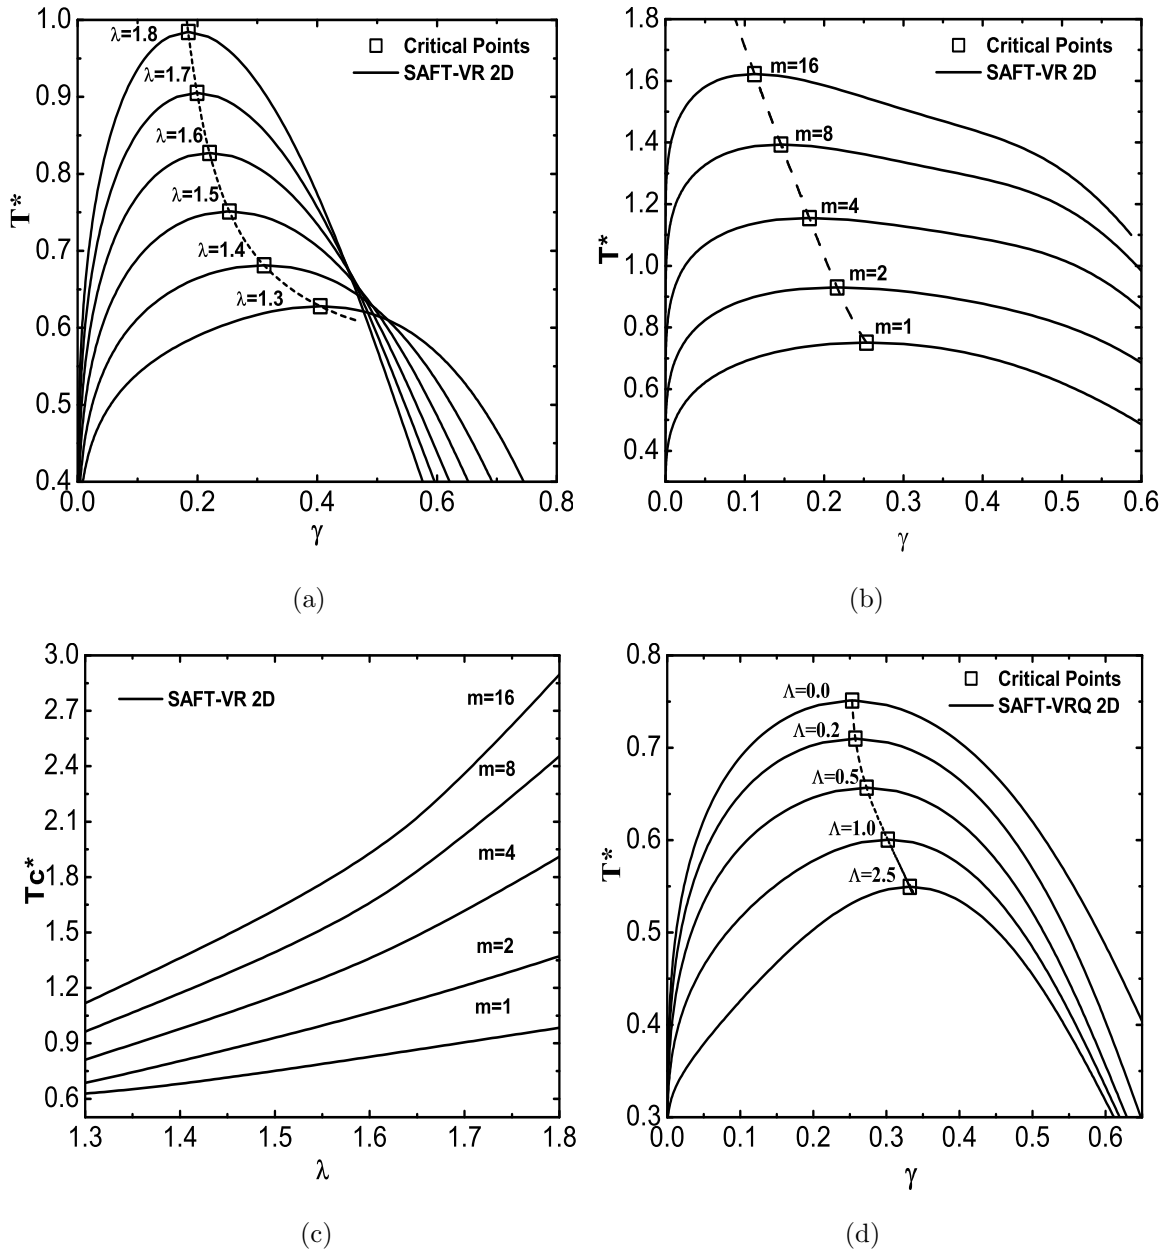 1.0
0.9
0.8
0.7
0.6
0.5
0.4
T*
λ=1.8
λ=1.7
λ=1.6
λ=1.5
λ=1.4
λ=1.3
Critical Points
SAFT-VR 2D
0.0 0.2 0.4 0.6 0.8
γ
(a)
1.8
1.6
1.4
1.2
1.0
0.8
0.6
0.4
T*
Critical Points
SAFT-VR 2D
m=16
m=8
m=4
m=2
m=1
0.0 0.1 0.2 0.3 0.4 0.5 0.6
γ
(b)
3.0
2.7
2.4
2.1
1.8
1.5
1.2
0.9
0.6
Tc*
SAFT-VR 2D
m=16
m=8
m=4
m=2
m=1
1.3 1.4 1.5 1.6 1.7 1.8
λ
(c)
0.8
0.7
0.6
0.5
0.4
0.3
T*
Critical Points
SAFT-VRQ 2D
Λ=0.0
Λ=0.2
Λ=0.5
Λ=1.0
Λ=2.5
0.0 0.1 0.2 0.3 0.4 0.5 0.6
γ
(d)